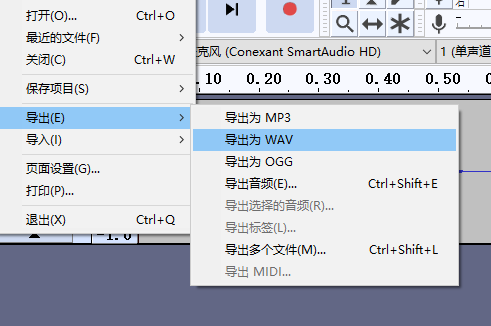 打开(O)... Ctrl+O
最近的文件(F)
关闭(C) Ctrl+W
保存项目(S)
导出(E)
导入(I)
页面设置(G)...
打印(P)...
退出(X) Ctrl+Q
克风 (Conexant SmartAudio HD) 1 (单声道
.10 0.20 0.30 0.40 0.50
导出为 MP3
导出为 WAV
导出为 OGG
导出音频(E)... Ctrl+Shift+E
导出选择的音频(R)...
导出标签(L)...
导出多个文件(M)... Ctrl+Shift+L
导出 MIDI...
-1.0